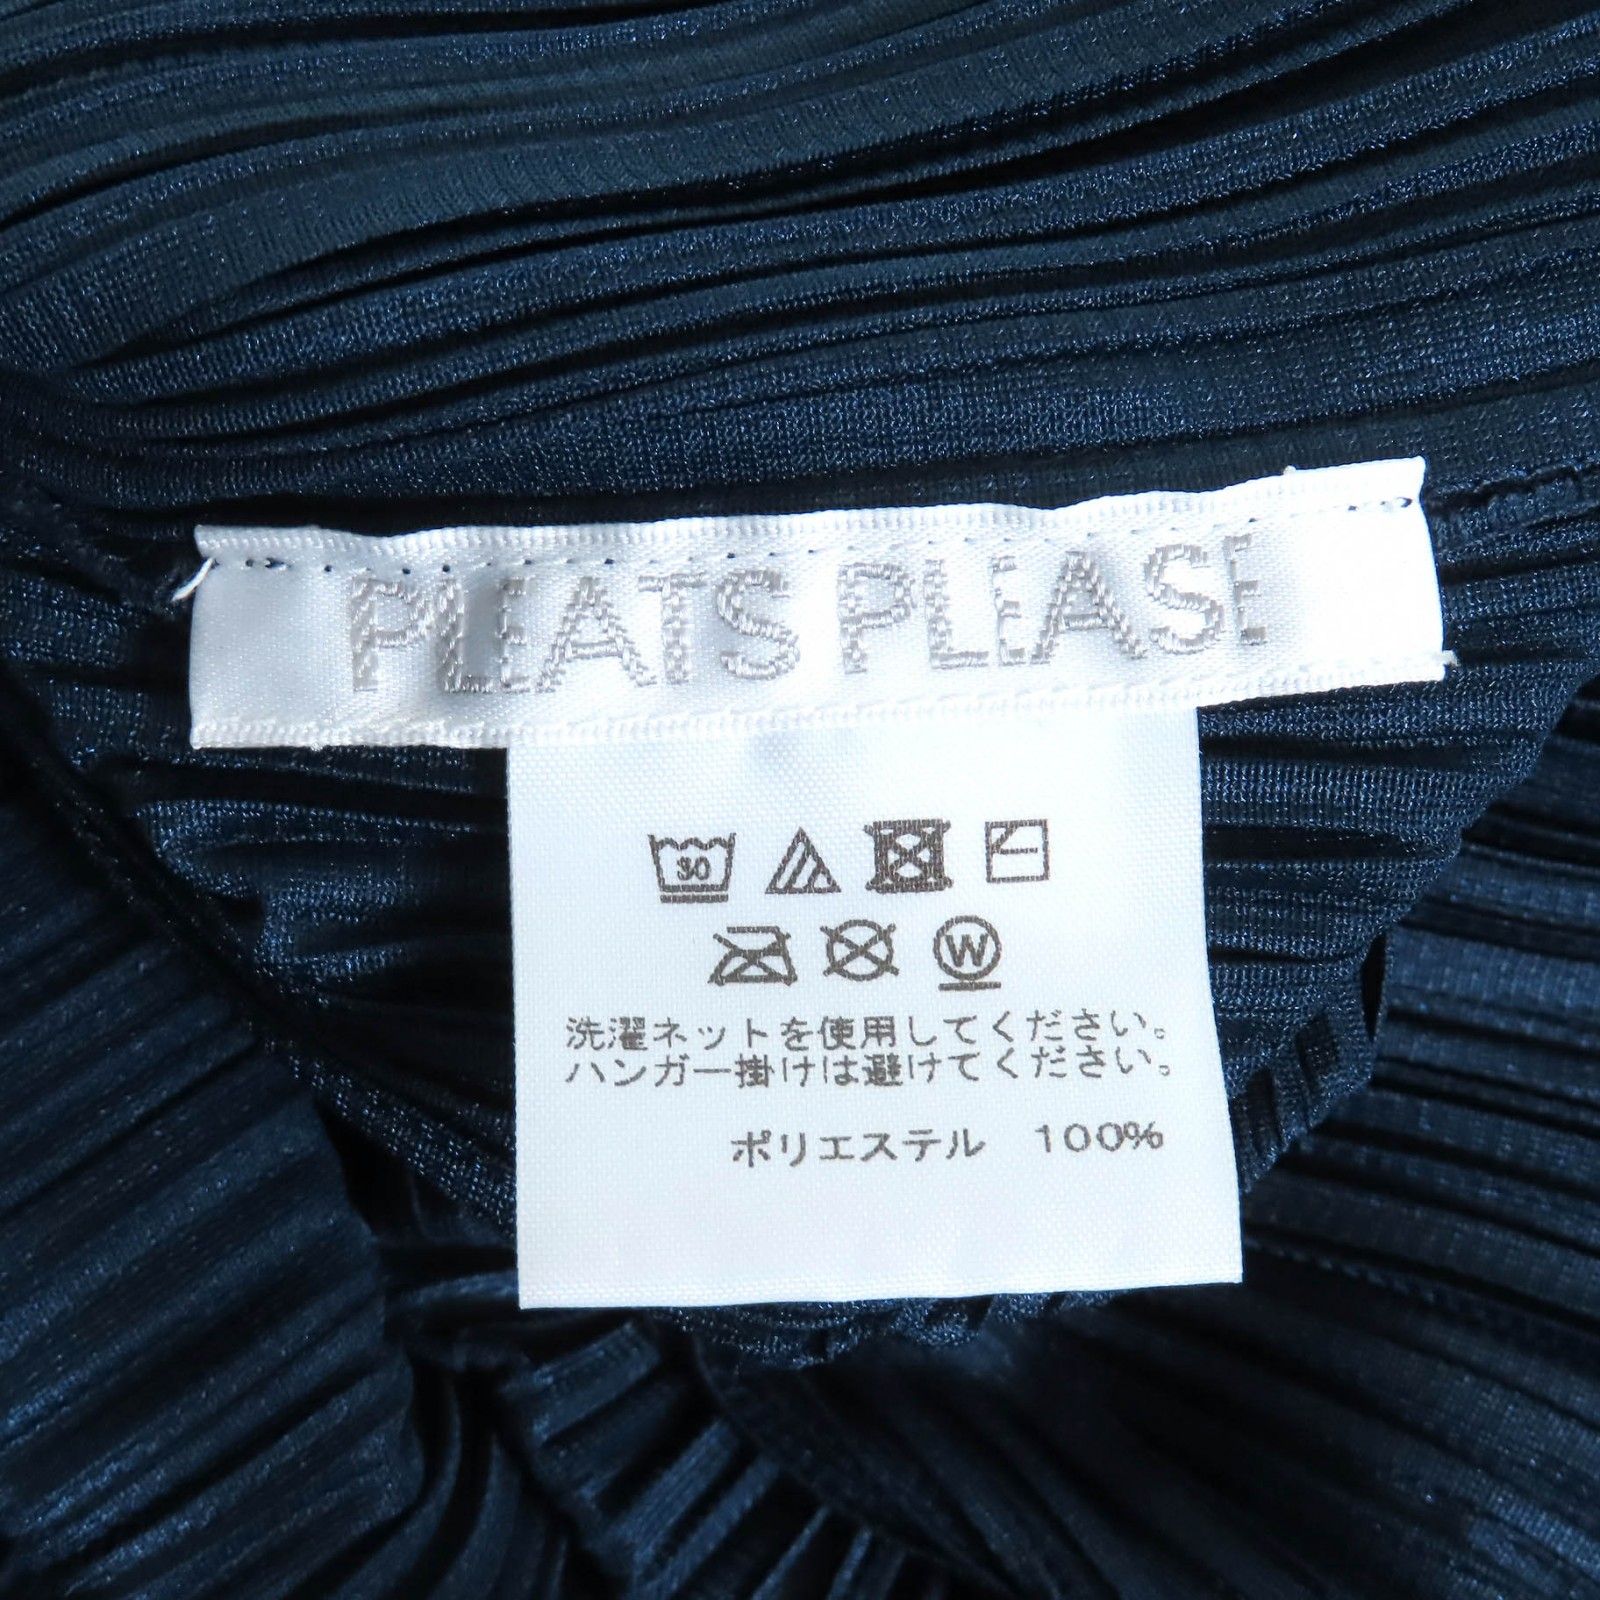 PLEATS PLEASE
30
W
洗濯ネットを使用してください。
ハンガー掛けは避けてください。
ポリエステル 100%